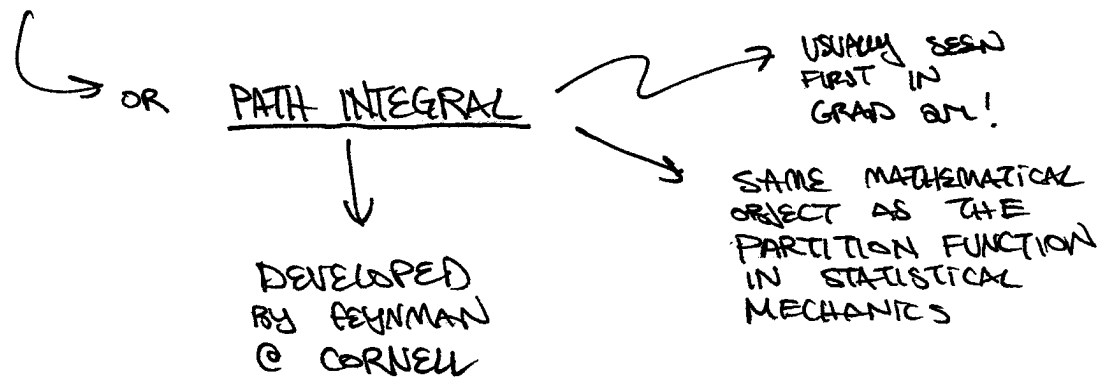 OR PATH INTEGRAL
USUALLY SEEN
FIRST IN
GRAD QM!
SAME MATHEMATICAL
OBJECT AS THE
PARTITION FUNCTION
IN STATISTICAL
MECHANICS
DEVELOPED
BY FEYNMAN
@ CORNELL